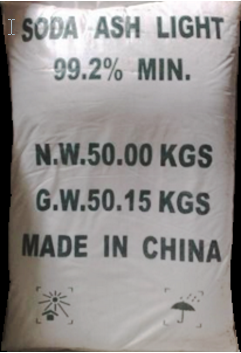 SODA ASH LIGHT
99.2% MIN.
N.W.50.00 KGS
G.W.50.15 KGS
MADE IN CHINA